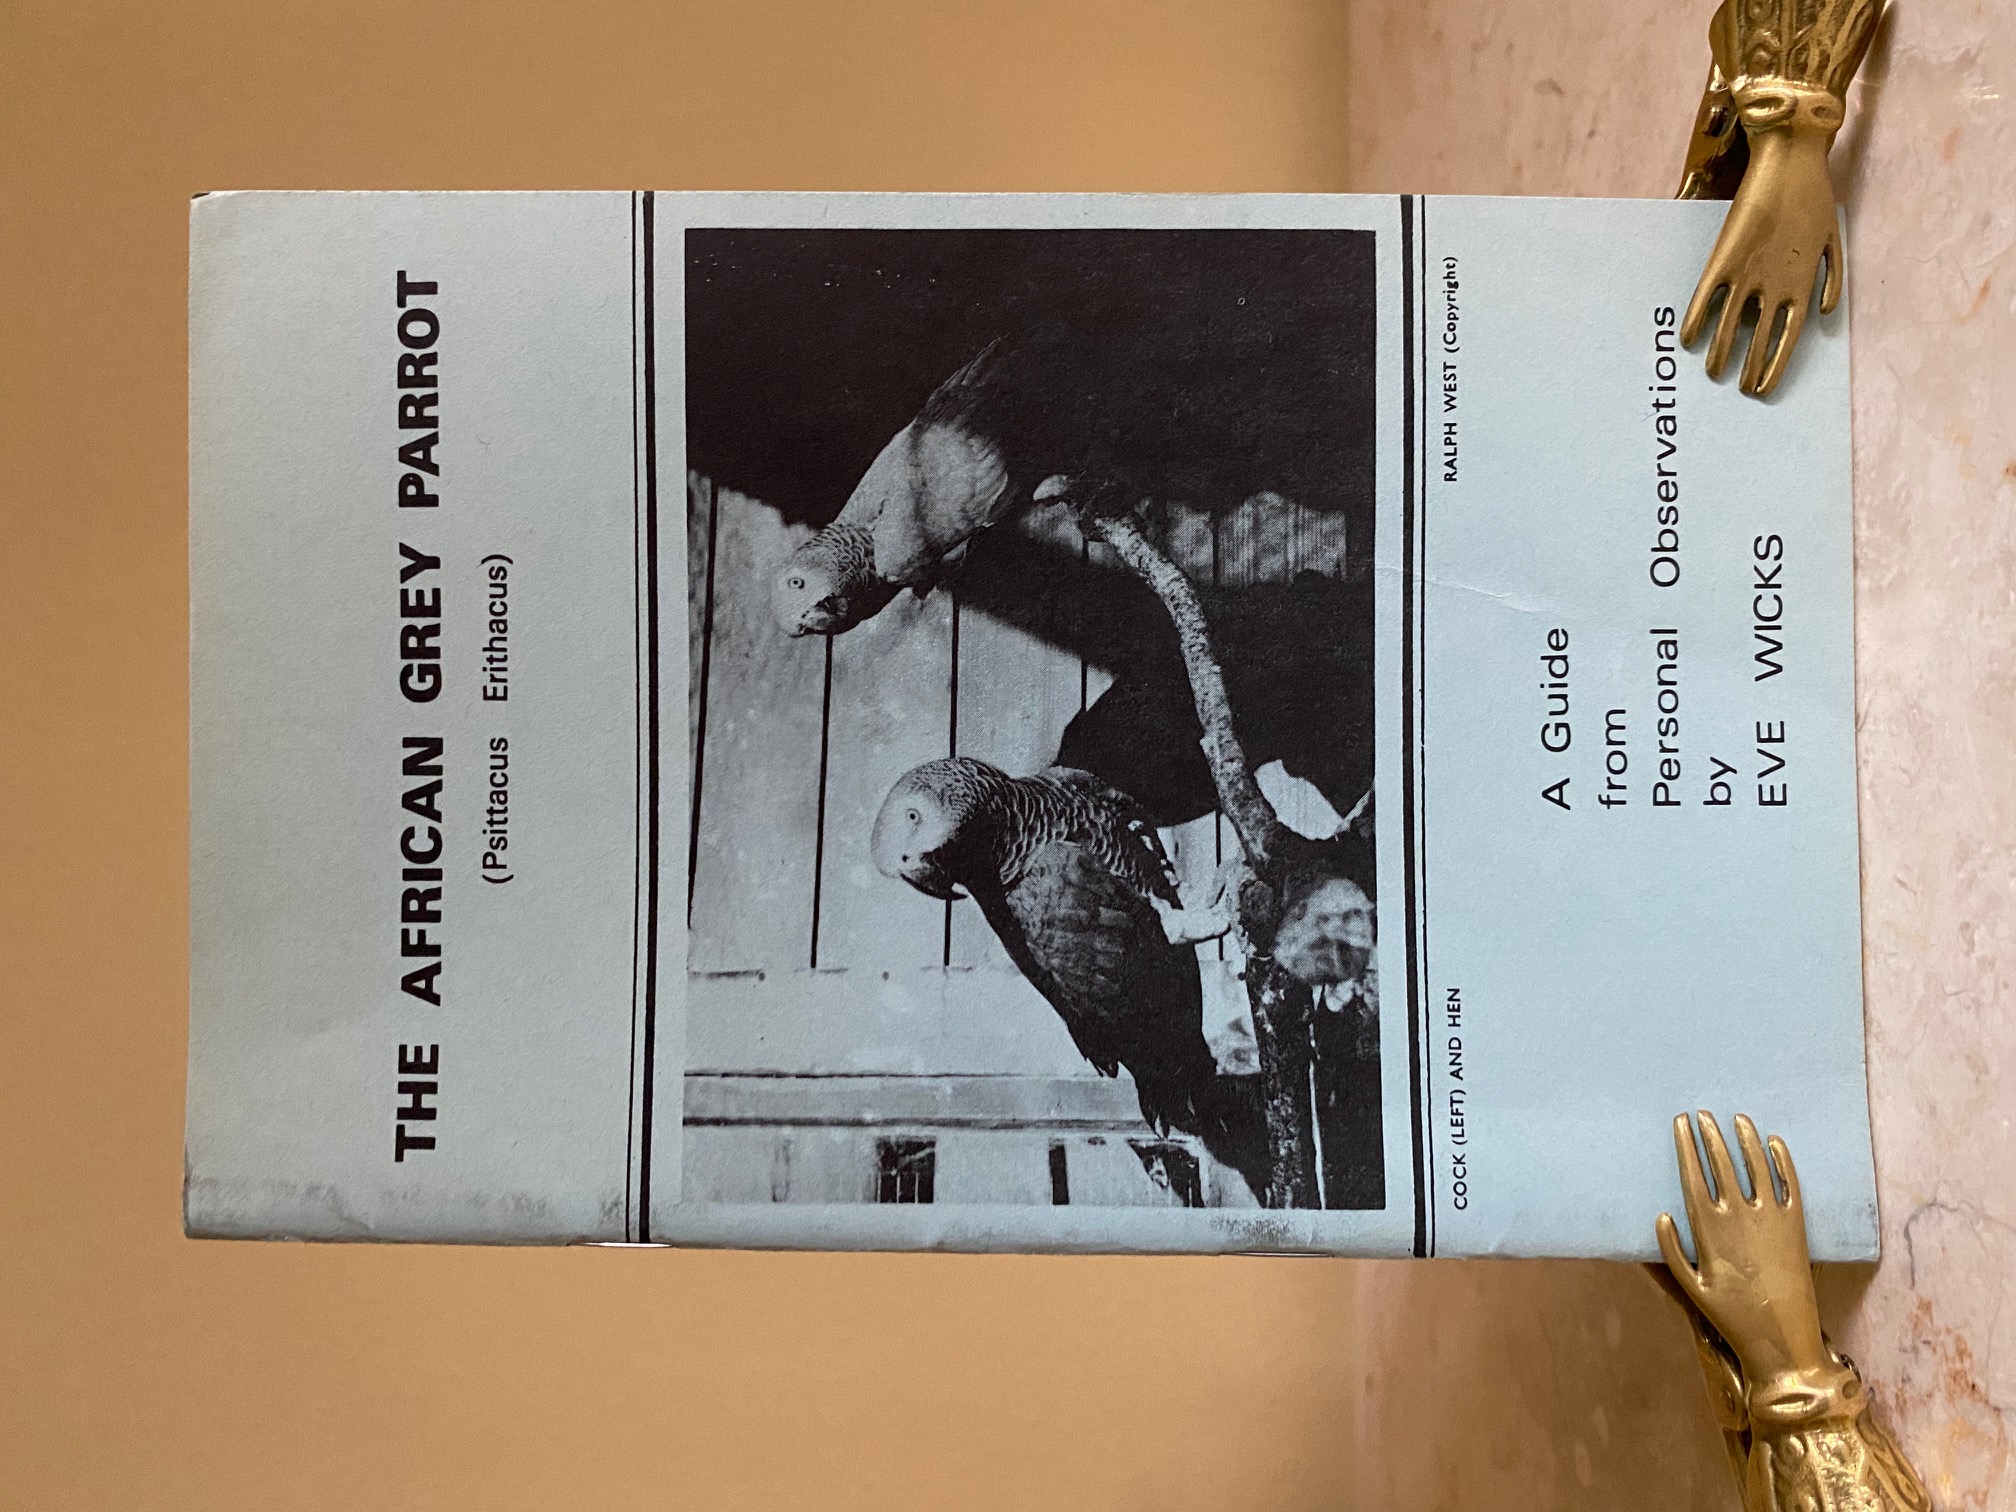 THE AFRICAN GREY PARROT
(Psittacus Erithacus)
COCK (LEFT) AND HEN
RALPH WEST (Copyright)
A Guide
from
Personal Observations
by
EVE WICKS